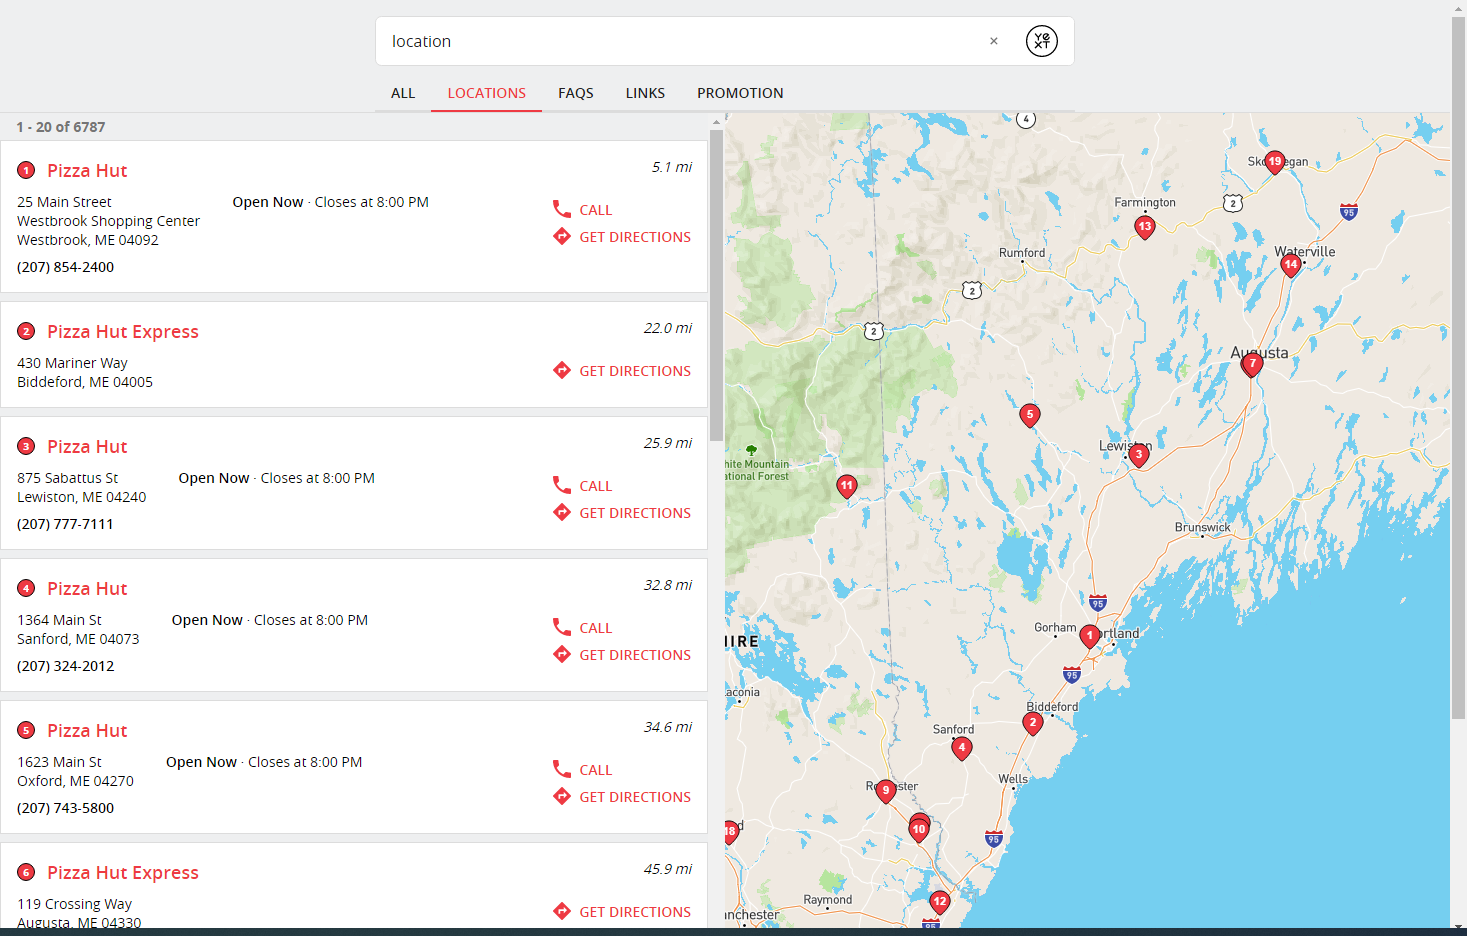 location
×
YEXT
ALL
LOCATIONS
FAQS
LINKS
PROMOTION
1 - 20 of 6787
1
Pizza Hut
5.1 mi
25 Main Street
Westbrook Shopping Center
Westbrook, ME 04092
(207) 854-2400
Open Now · Closes at 8:00 PM
CALL
GET DIRECTIONS
2
Pizza Hut Express
22.0 mi
430 Mariner Way
Biddeford, ME 04005
GET DIRECTIONS
3
Pizza Hut
25.9 mi
875 Sabattus St
Lewiston, ME 04240
(207) 777-7111
Open Now · Closes at 8:00 PM
CALL
GET DIRECTIONS
4
Pizza Hut
32.8 mi
1364 Main St
Sanford, ME 04073
(207) 324-2012
Open Now · Closes at 8:00 PM
CALL
GET DIRECTIONS
5
Pizza Hut
34.6 mi
1623 Main St
Oxford, ME 04270
(207) 743-5800
Open Now · Closes at 8:00 PM
CALL
GET DIRECTIONS
6
Pizza Hut Express
45.9 mi
119 Crossing Way
Augusta, ME 04330
GET DIRECTIONS
4
19
2
95
Farmington
13
Rumford
Waterville
14
2
2
Augusta
7
5
Lewiston
3
hite Mountain
ational Forest
11
Brunswick
95
Gorham
1
ortland
IRE
95
aconia
Biddeford
2
Sanford
4
Wells
9
10
18
d
95
Raymond
12
nchester
95